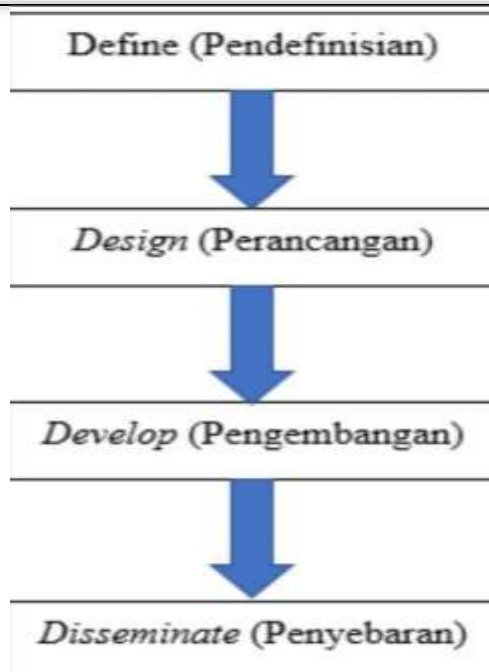 Define (Pendefinisian)
Design (Perancangan)
Develop (Pengembangan)
Disseminate (Penyebaran)